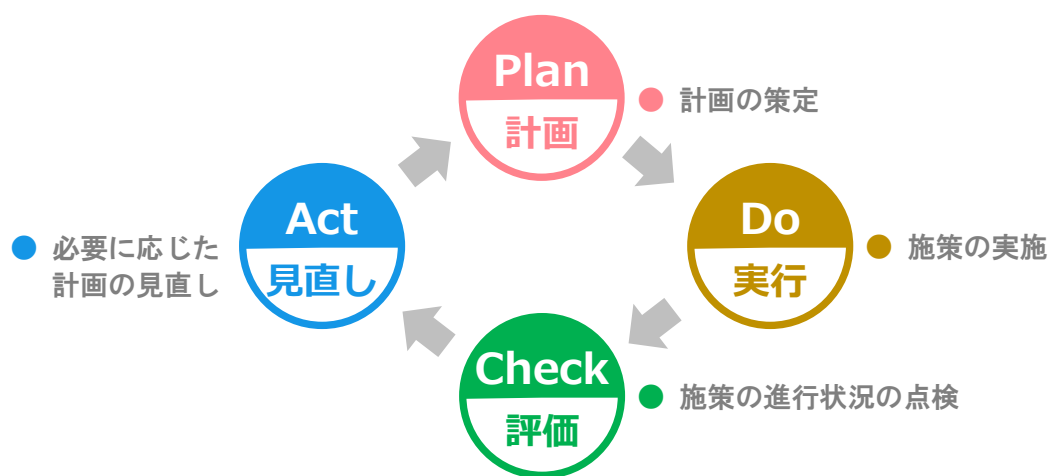 Plan
計画
計画の策定
Do
実行
施策の実施
Check
評価
施策の進行状況の点検
Act
見直し
必要に応じた
計画の見直し